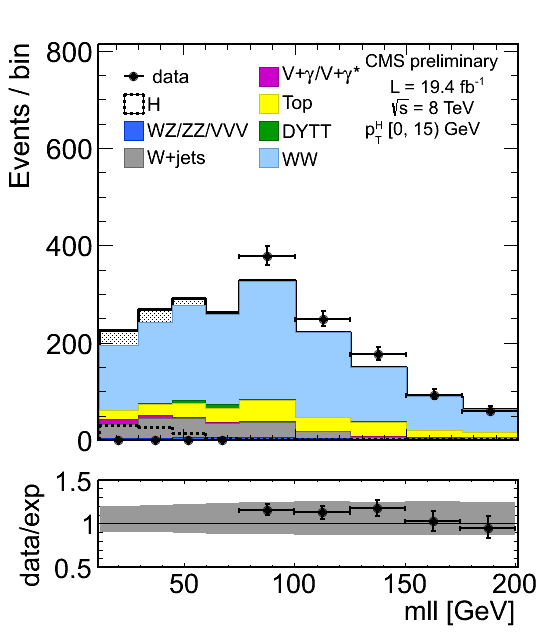 Events / bin
800
600
400
200
0
data
H
WZ/ZZ/VVV
W+jets
V+γ/V+γ*
Top
DYTT
WW
CMS preliminary
L = 19.4 fb⁻¹
√s = 8 TeV
p_T^H [0, 15) GeV
data/exp
1.5
1
0.5
50 100 150 200
mll [GeV]